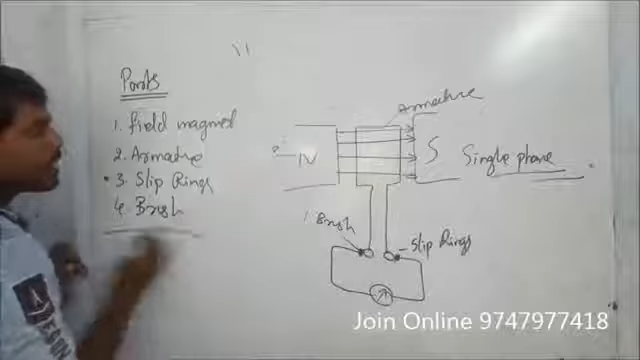 Parts
1. Field magnet
2. Armature
3. Slip Rings
4. Brush
Armature
N
S
Single phase
Brush
Slip Rings
Join Online 9747977418